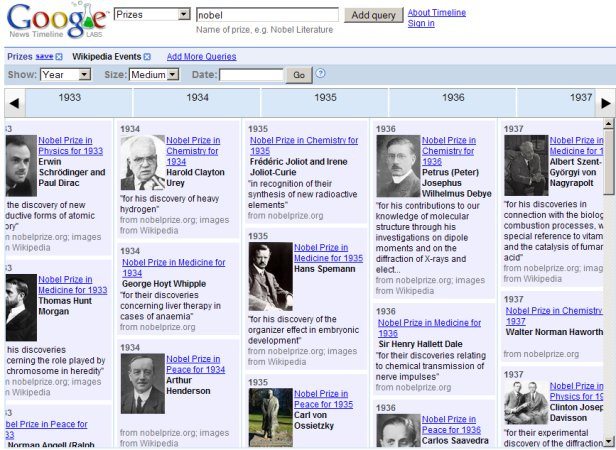 Google
News Timeline LABS
Prizes
nobel
Add query
About Timeline
Sign in
Name of prize, e.g. Nobel Literature
Prizes save Wikipedia Events Add More Queries
Show: Year Size: Medium Date: Go ?
1933 1934 1935 1936 1937
33
Nobel Prize in
Physics for 1933
Erwin
Schrödinger and
Paul Dirac
the discovery of new
ductive forms of atomic
from nobelprize.org; images
Wikipedia
Nobel Prize in
Medicine for 1933
Thomas Hunt
Morgan
his discoveries
cerning the role played by
chromosome in heredity"
n nobelprize.org; images
Wikipedia
33
bel Prize in Peace for
33
Norman Angell (Ralph
1934
Nobel Prize in
Chemistry for
1934
Harold Clayton
Urey
"for his discovery of heavy
hydrogen"
from nobelprize.org; images
from Wikipedia
1934
Nobel Prize in Medicine for
1934
George Hoyt Whipple
"for their discoveries
concerning liver therapy in
cases of anaemia"
from nobelprize.org
1934
Nobel Prize in
Peace for 1934
Arthur
Henderson
from nobelprize.org; images
from Wikipedia
1935
Nobel Prize in Chemistry for
1935
Frédéric Joliot and Irene
Joliot-Curie
"in recognition of their
synthesis of new radioactive
elements"
from nobelprize.org
1935
Nobel Prize in
Medicine for 1935
Hans Spemann
"for his discovery of the
organizer effect in embryonic
development"
from nobelprize.org; images
from Wikipedia
1935
Nobel Prize in
Peace for 1935
Carl von
Ossietzky
1936
Nobel Prize in
Chemistry for
1936
Petrus (Peter)
Josephus
Wilhelmus Debye
"for his contributions to our
knowledge of molecular
structure through his
investigations on dipole
moments and on the
diffraction of X-rays and
elect...
from nobelprize.org; images
from Wikipedia
1936
Nobel Prize in Medicine for
1936
Sir Henry Hallett Dale
"for their discoveries relating
to chemical transmission of
nerve impulses"
from nobelprize.org
1936
Nobel Prize in
Peace for 1936
Carlos Saavedra
1937
Nobel Prize in
Medicine for 1
Albert Szent-
Györgyi von
Nagyrapolt
"for his discoveries in
connection with the biolog
combustion processes, w
special reference to vitam
and the catalysis of fumar
acid"
from nobelprize.org; images
from Wikipedia
1937
Nobel Prize in Chemistry
1937
Walter Norman Haworth
from nobelprize.org
1937
Nobel Prize in
Physics for 19
Clinton Josep
Davisson
"for their experimental
discovery of the diffraction